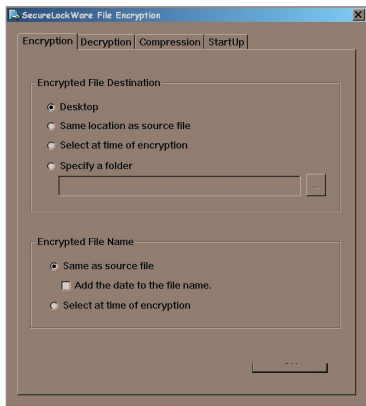 SecureLockWare File Encryption
Encryption Decryption Compression StartUp
Encrypted File Destination
Desktop
Same location as source file
Select at time of encryption
Specify a folder
...
Encrypted File Name
Same as source file
Add the date to the file name.
Select at time of encryption